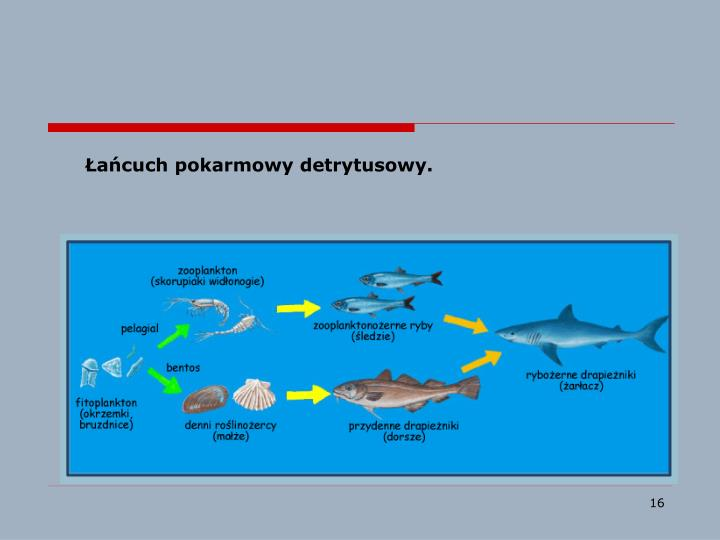 Łańcuch pokarmowy detrytusowy.
zooplankton
(skorupiaki widłonogie)
pelagial
zooplanktonożerne ryby
(śledzie)
bentos
rybożerne drapieżniki
(żarłacz)
fitoplankton
(okrzemki,
bruzdnice)
denni roślinożercy
(małże)
przydenne drapieżniki
(dorsze)
16